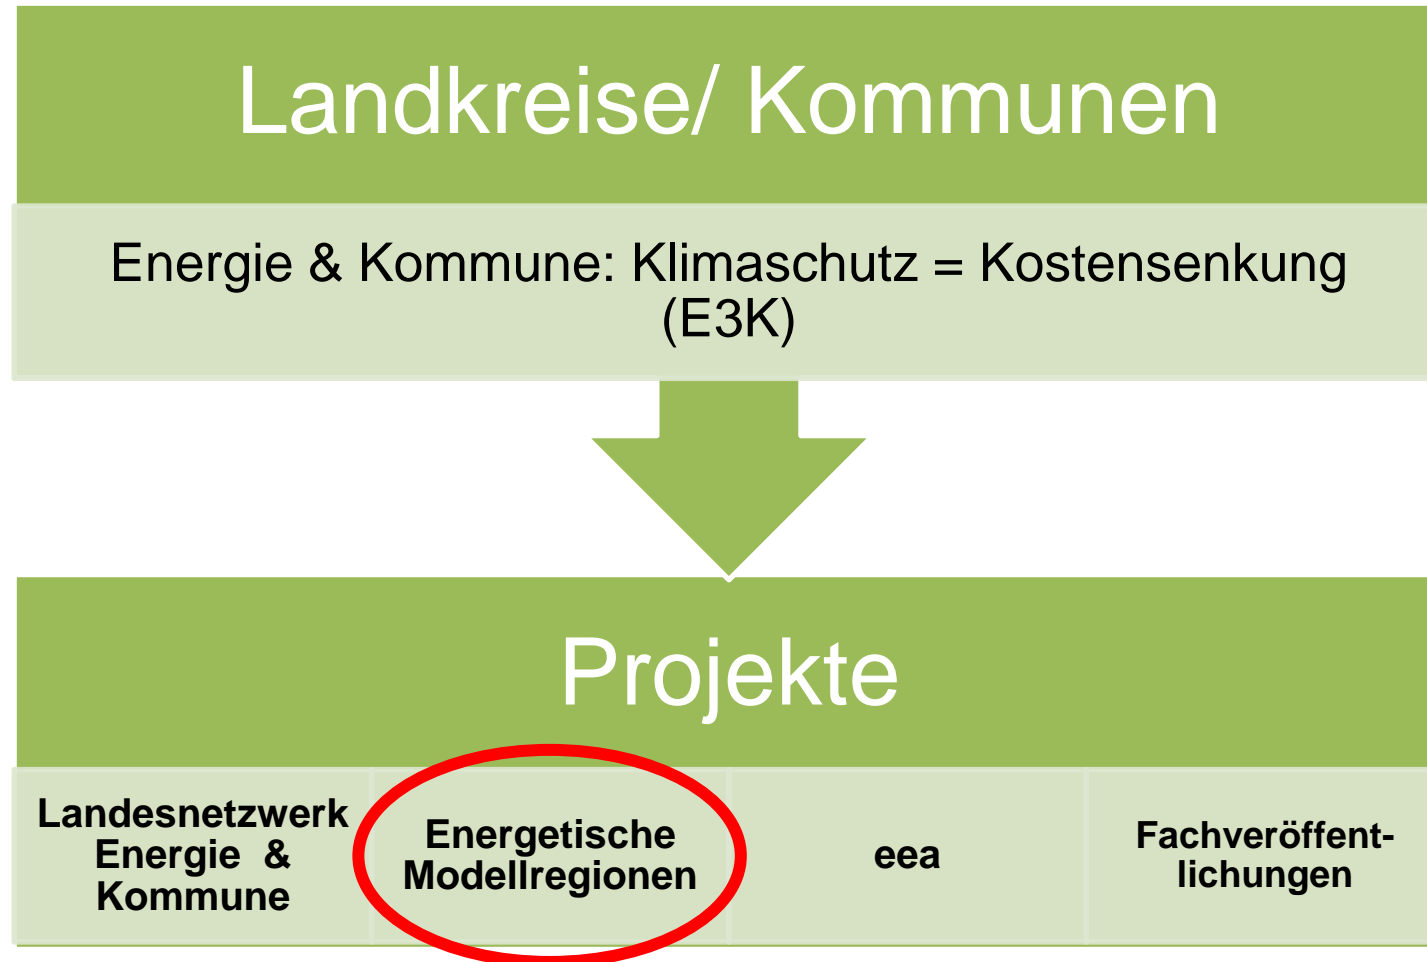 Landkreise/ Kommunen
Energie & Kommune: Klimaschutz = Kostensenkung
(E3K)
Projekte
Landesnetzwerk
Energie &
Kommune
Energetische
Modellregionen
eea
Fachveröffent-
lichungen